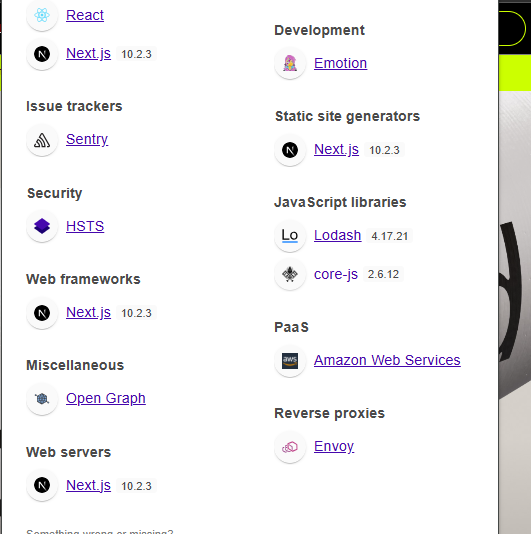 React
Next.js 10.2.3
Issue trackers
Sentry
Security
HSTS
Web frameworks
Next.js 10.2.3
Miscellaneous
Open Graph
Web servers
Next.js 10.2.3
Something wrong or missing?
Development
Emotion
Static site generators
Next.js 10.2.3
JavaScript libraries
Lo Lodash 4.17.21
core-js 2.6.12
PaaS
aws Amazon Web Services
Reverse proxies
Envoy